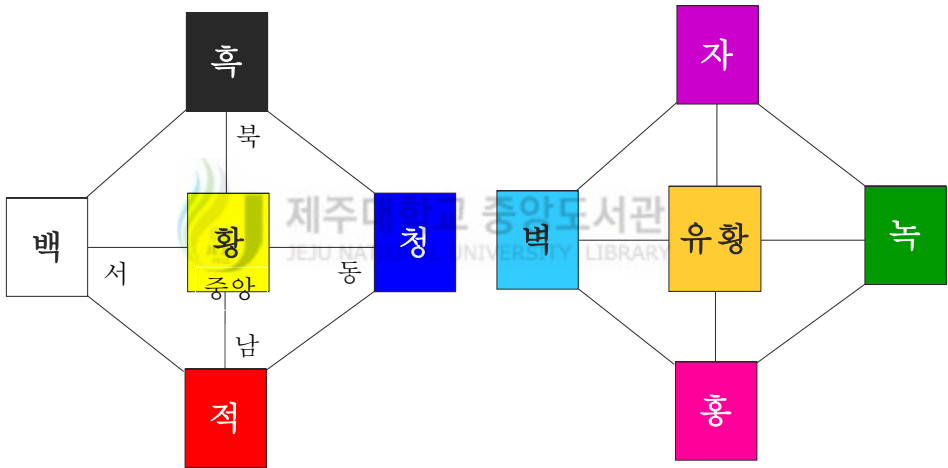 흑
북
백
서
황
중앙
청
동
남
적
자
벽
유황
녹
홍
제주대학교 중앙도서관
JEJU NATIONAL UNIVERSITY LIBRARY